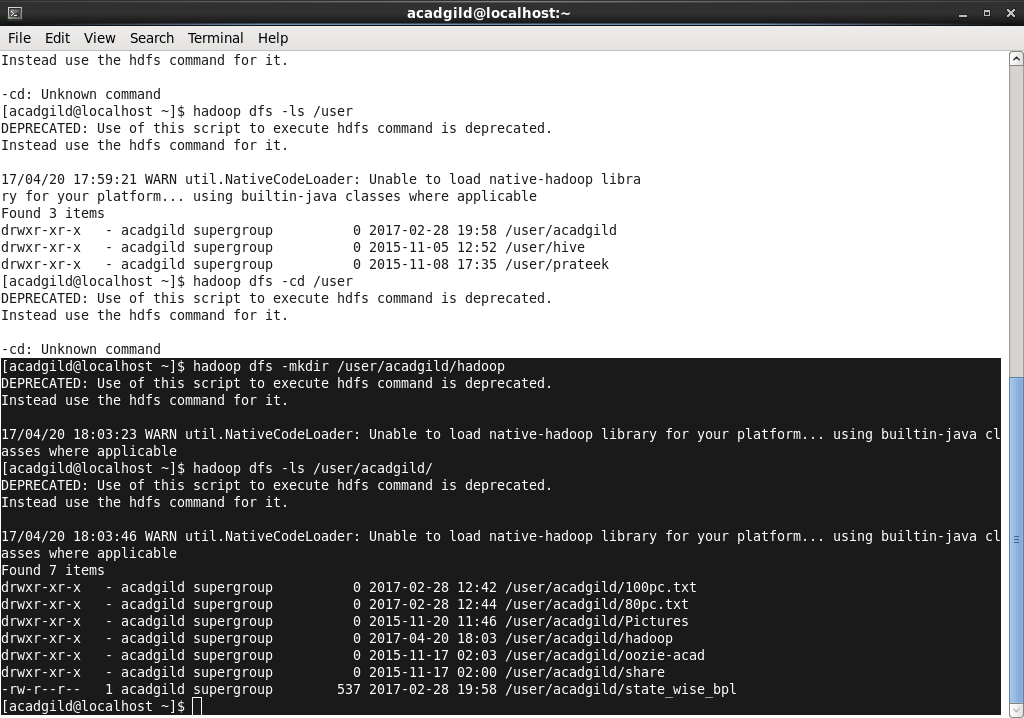 acadgild@localhost:~
File Edit View Search Terminal Help
Instead use the hdfs command for it.

-cd: Unknown command
[acadgild@localhost ~]$ hadoop dfs -ls /user
DEPRECATED: Use of this script to execute hdfs command is deprecated.
Instead use the hdfs command for it.

17/04/20 17:59:21 WARN util.NativeCodeLoader: Unable to load native-hadoop libra
ry for your platform... using builtin-java classes where applicable
Found 3 items
drwxr-xr-x   - acadgild supergroup          0 2017-02-28 19:58 /user/acadgild
drwxr-xr-x   - acadgild supergroup          0 2015-11-05 12:52 /user/hive
drwxr-xr-x   - acadgild supergroup          0 2015-11-08 17:35 /user/prateek
[acadgild@localhost ~]$ hadoop dfs -cd /user
DEPRECATED: Use of this script to execute hdfs command is deprecated.
Instead use the hdfs command for it.

-cd: Unknown command
[acadgild@localhost ~]$ hadoop dfs -mkdir /user/acadgild/hadoop
DEPRECATED: Use of this script to execute hdfs command is deprecated.
Instead use the hdfs command for it.

17/04/20 18:03:23 WARN util.NativeCodeLoader: Unable to load native-hadoop library for your platform... using builtin-java cl
asses where applicable
[acadgild@localhost ~]$ hadoop dfs -ls /user/acadgild/
DEPRECATED: Use of this script to execute hdfs command is deprecated.
Instead use the hdfs command for it.

17/04/20 18:03:46 WARN util.NativeCodeLoader: Unable to load native-hadoop library for your platform... using builtin-java cl
asses where applicable
Found 7 items
drwxr-xr-x   - acadgild supergroup          0 2017-02-28 12:42 /user/acadgild/100pc.txt
drwxr-xr-x   - acadgild supergroup          0 2017-02-28 12:44 /user/acadgild/80pc.txt
drwxr-xr-x   - acadgild supergroup          0 2015-11-20 11:46 /user/acadgild/Pictures
drwxr-xr-x   - acadgild supergroup          0 2017-04-20 18:03 /user/acadgild/hadoop
drwxr-xr-x   - acadgild supergroup          0 2015-11-17 02:03 /user/acadgild/oozie-acad
drwxr-xr-x   - acadgild supergroup          0 2015-11-17 02:00 /user/acadgild/share
-rw-r--r--   1 acadgild supergroup        537 2017-02-28 19:58 /user/acadgild/state_wise_bpl
[acadgild@localhost ~]$